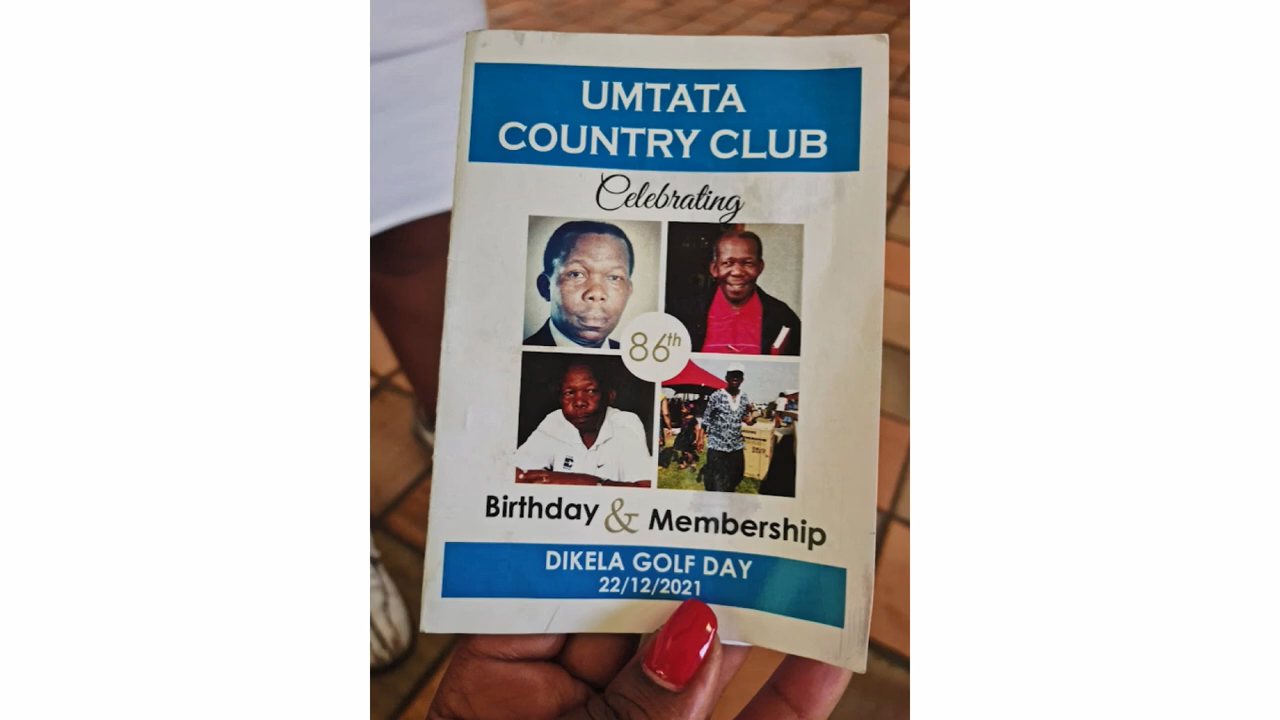 UMTATA
COUNTRY CLUB
Celebrating
86th
Birthday & Membership
DIKELA GOLF DAY
22/12/2021